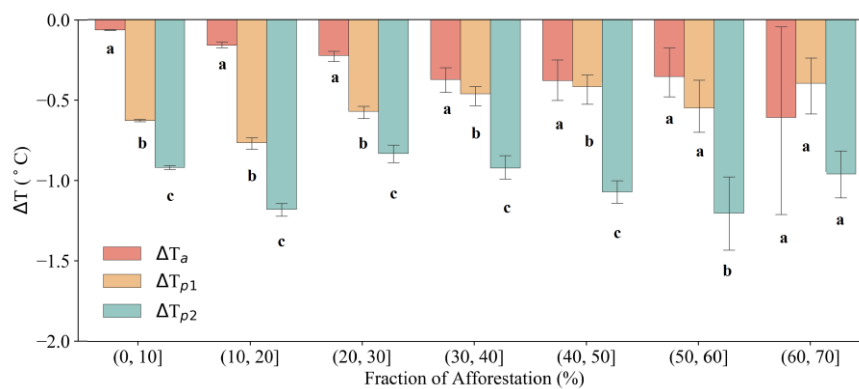 0.0
−0.5
−1.0
−1.5
−2.0
ΔT (°C)
a b c
a b c
a b c
a b c
a b c
a a b
a a a
ΔTₐ
ΔTₚ₁
ΔTₚ₂
(0, 10] (10, 20] (20, 30] (30, 40] (40, 50] (50, 60] (60, 70]
Fraction of Afforestation (%)